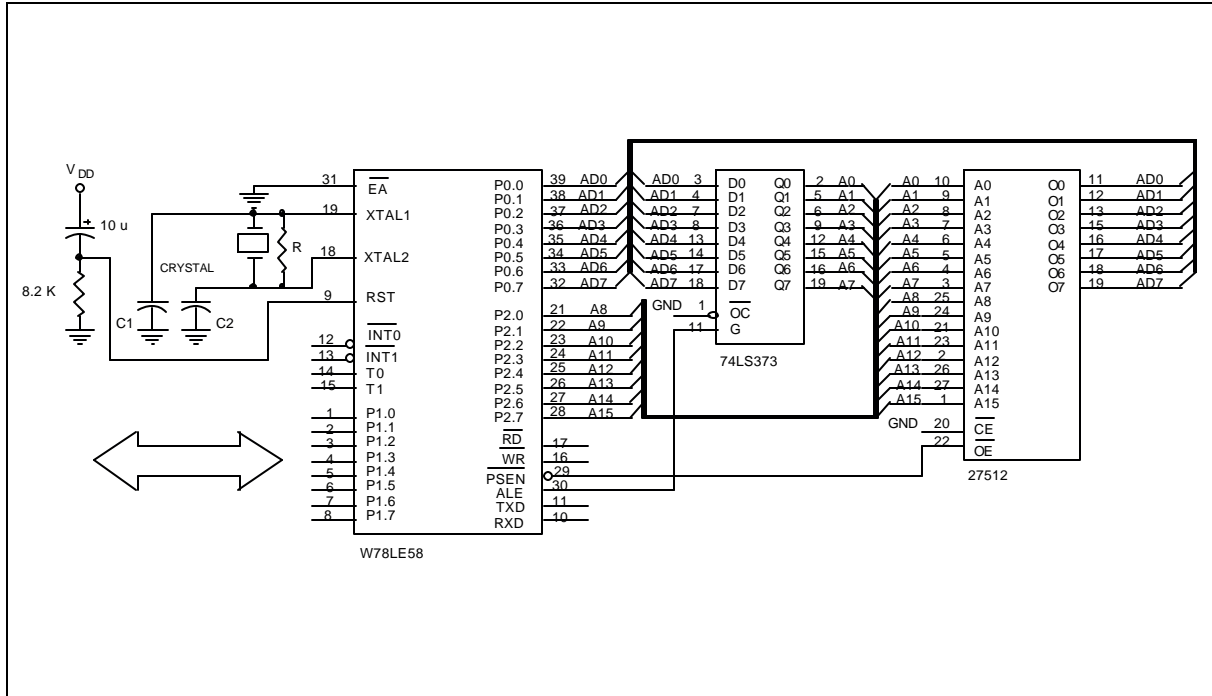 V DD
10 u
8.2 K
C1
CRYSTAL
C2
R
31 EA
19 XTAL1
18 XTAL2
9 RST
12 INT0
13 INT1
14 T0
15 T1
1 P1.0
2 P1.1
3 P1.2
4 P1.3
5 P1.4
6 P1.5
7 P1.6
8 P1.7
P0.0 39 AD0
P0.1 38 AD1
P0.2 37 AD2
P0.3 36 AD3
P0.4 35 AD4
P0.5 34 AD5
P0.6 33 AD6
P0.7 32 AD7
P2.0 21 A8
P2.1 22 A9
P2.2 23 A10
P2.3 24 A11
P2.4 25 A12
P2.5 26 A13
P2.6 27 A14
P2.7 28 A15
RD 17
WR 16
PSEN 29
ALE 30
TXD 11
RXD 10
W78LE58
AD0 3 D0 Q0 2 A0
AD1 4 D1 Q1 5 A1
AD2 7 D2 Q2 6 A2
AD3 8 D3 Q3 9 A3
AD4 13 D4 Q4 12 A4
AD5 14 D5 Q5 15 A5
AD6 17 D6 Q6 16 A6
AD7 18 D7 Q7 19 A7
GND 1 OC
11 G
74LS373
A0 10 A0 O0 11 AD0
A1 9 A1 O1 12 AD1
A2 8 A2 O2 13 AD2
A3 7 A3 O3 15 AD3
A4 6 A4 O4 16 AD4
A5 5 A5 O5 17 AD5
A6 4 A6 O6 18 AD6
A7 3 A7 O7 19 AD7
A8 25 A8
A9 24 A9
A10 21 A10
A11 23 A11
A12 2 A12
A13 26 A13
A14 27 A14
A15 1 A15
GND 20 CE
22 OE
27512